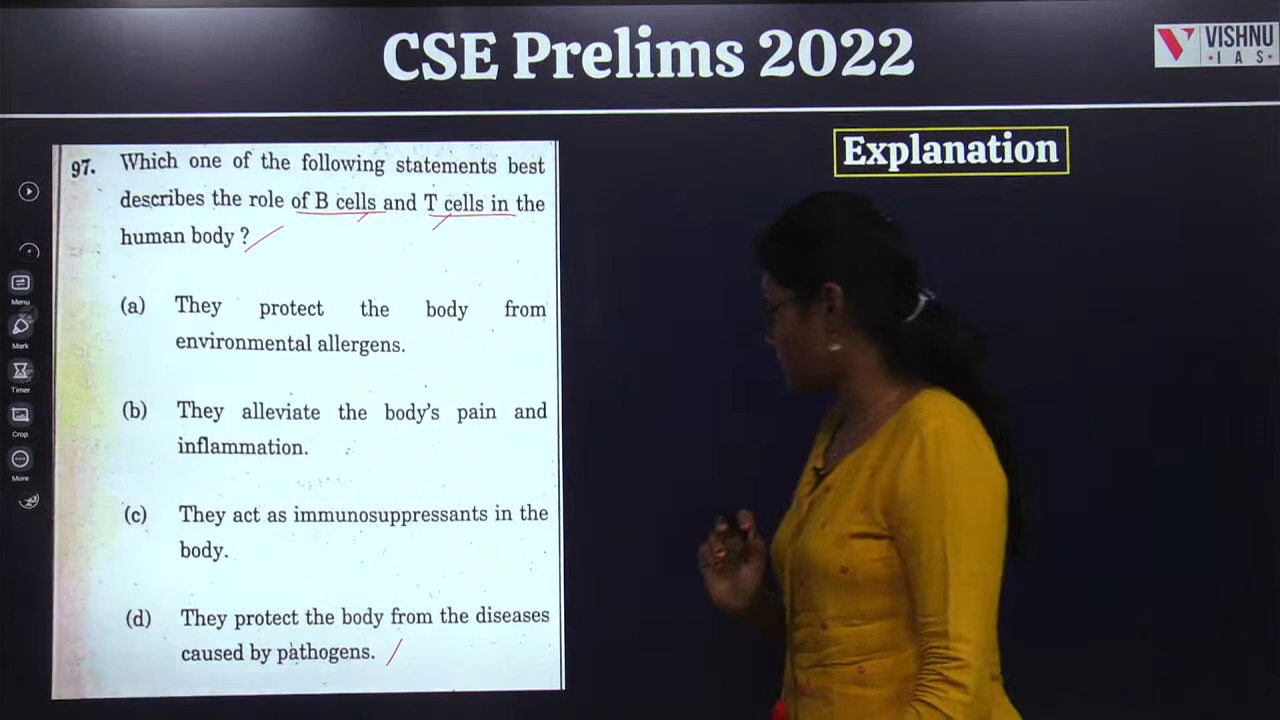 CSE Prelims 2022
VISHNU
I A S
Explanation
97. Which one of the following statements best
describes the role of B cells and T cells in the
human body ?
(a) They protect the body from
environmental allergens.
(b) They alleviate the body's pain and
inflammation.
(c) They act as immunosuppressants in the
body.
(d) They protect the body from the diseases
caused by pathogens.
Menu
Mark
Timer
Crop
More